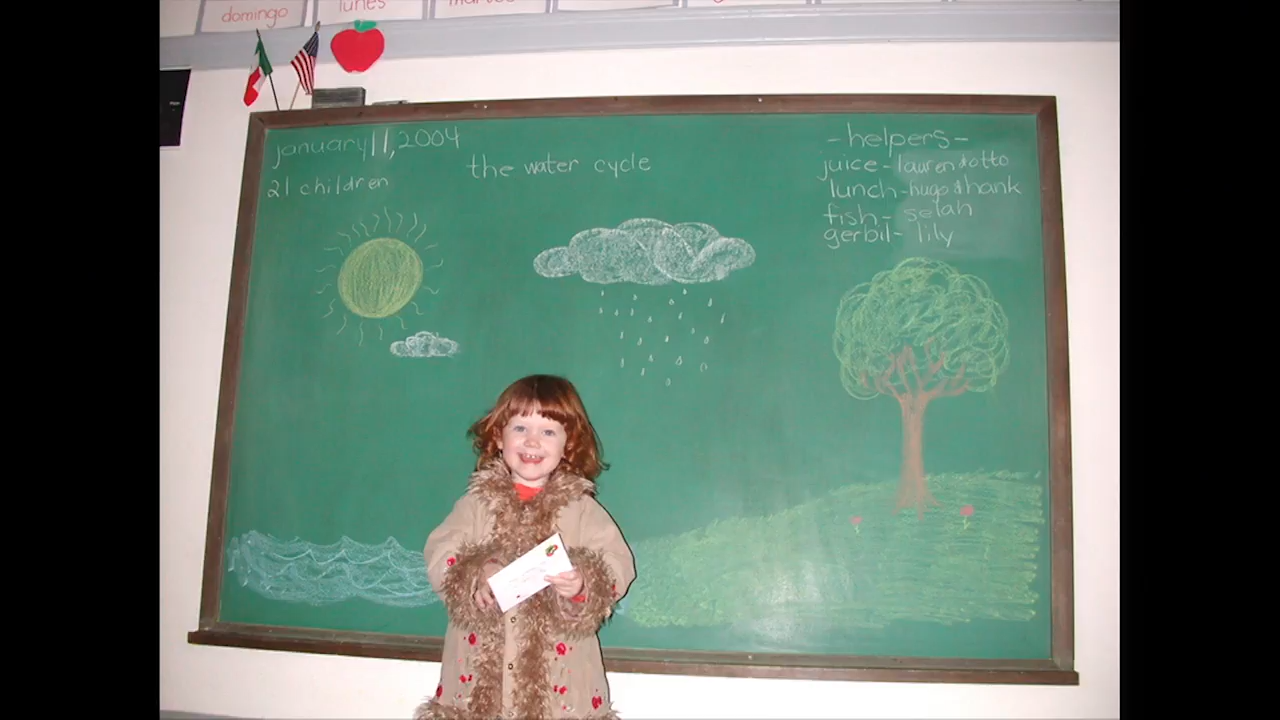 domingo
lunes
martes
january 11, 2004
21 children
the water cycle
-helpers-
juice-lauren & otto
lunch-hugo & hank
fish-selah
gerbil-lily